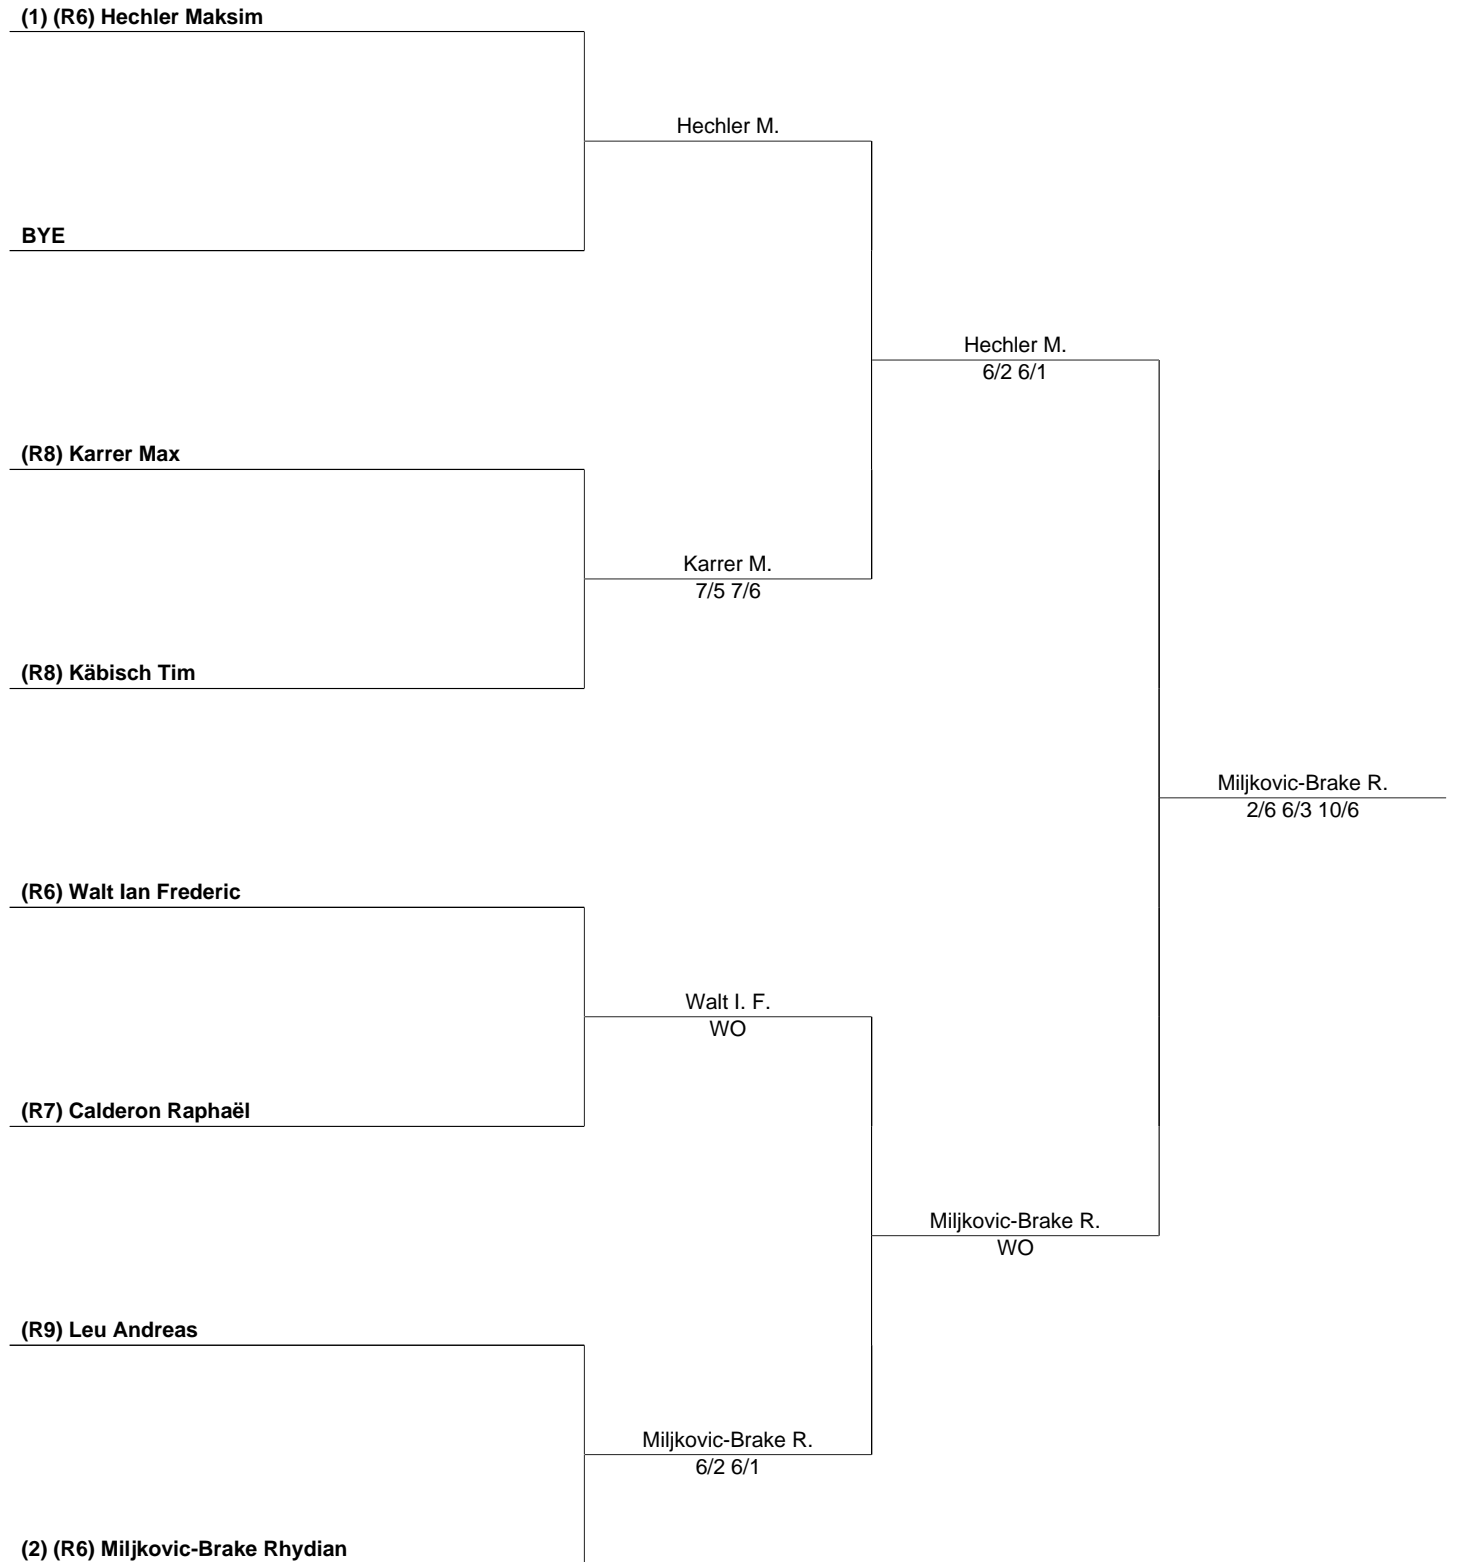 (1) (R6) Hechler Maksim
Hechler M.
BYE
Hechler M.
6/2 6/1
(R8) Karrer Max
Karrer M.
7/5 7/6
(R8) Käbisch Tim
Miljkovic-Brake R.
2/6 6/3 10/6
(R6) Walt Ian Frederic
Walt I. F.
WO
(R7) Calderon Raphaël
Miljkovic-Brake R.
WO
(R9) Leu Andreas
Miljkovic-Brake R.
6/2 6/1
(2) (R6) Miljkovic-Brake Rhydian